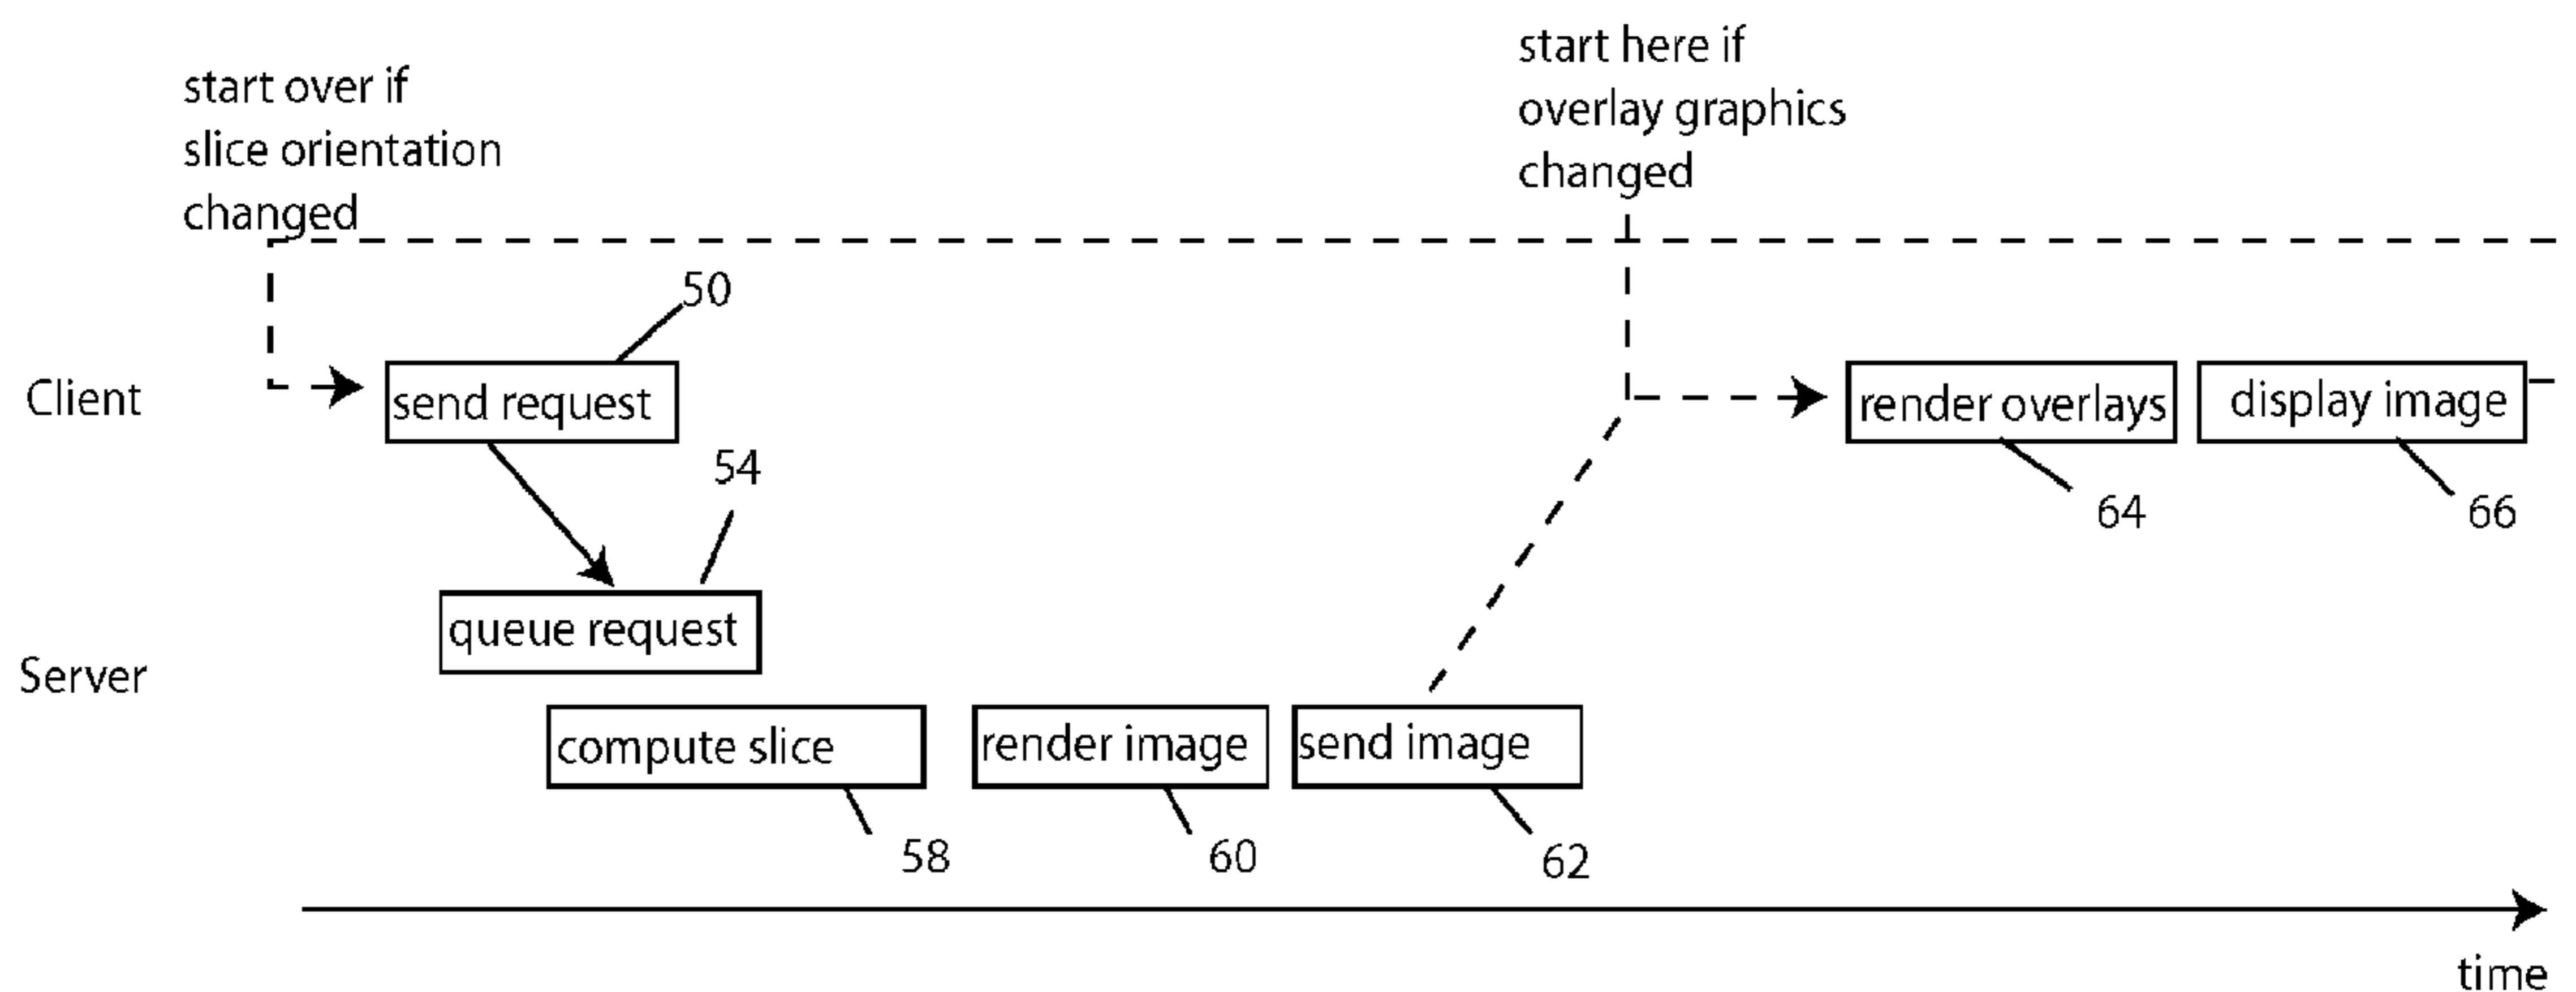 start over if
slice orientation
changed
start here if
overlay graphics
changed
50
Client
send request
render overlays
display image
54
64
66
queue request
Server
compute slice
render image
send image
58
60
62
time